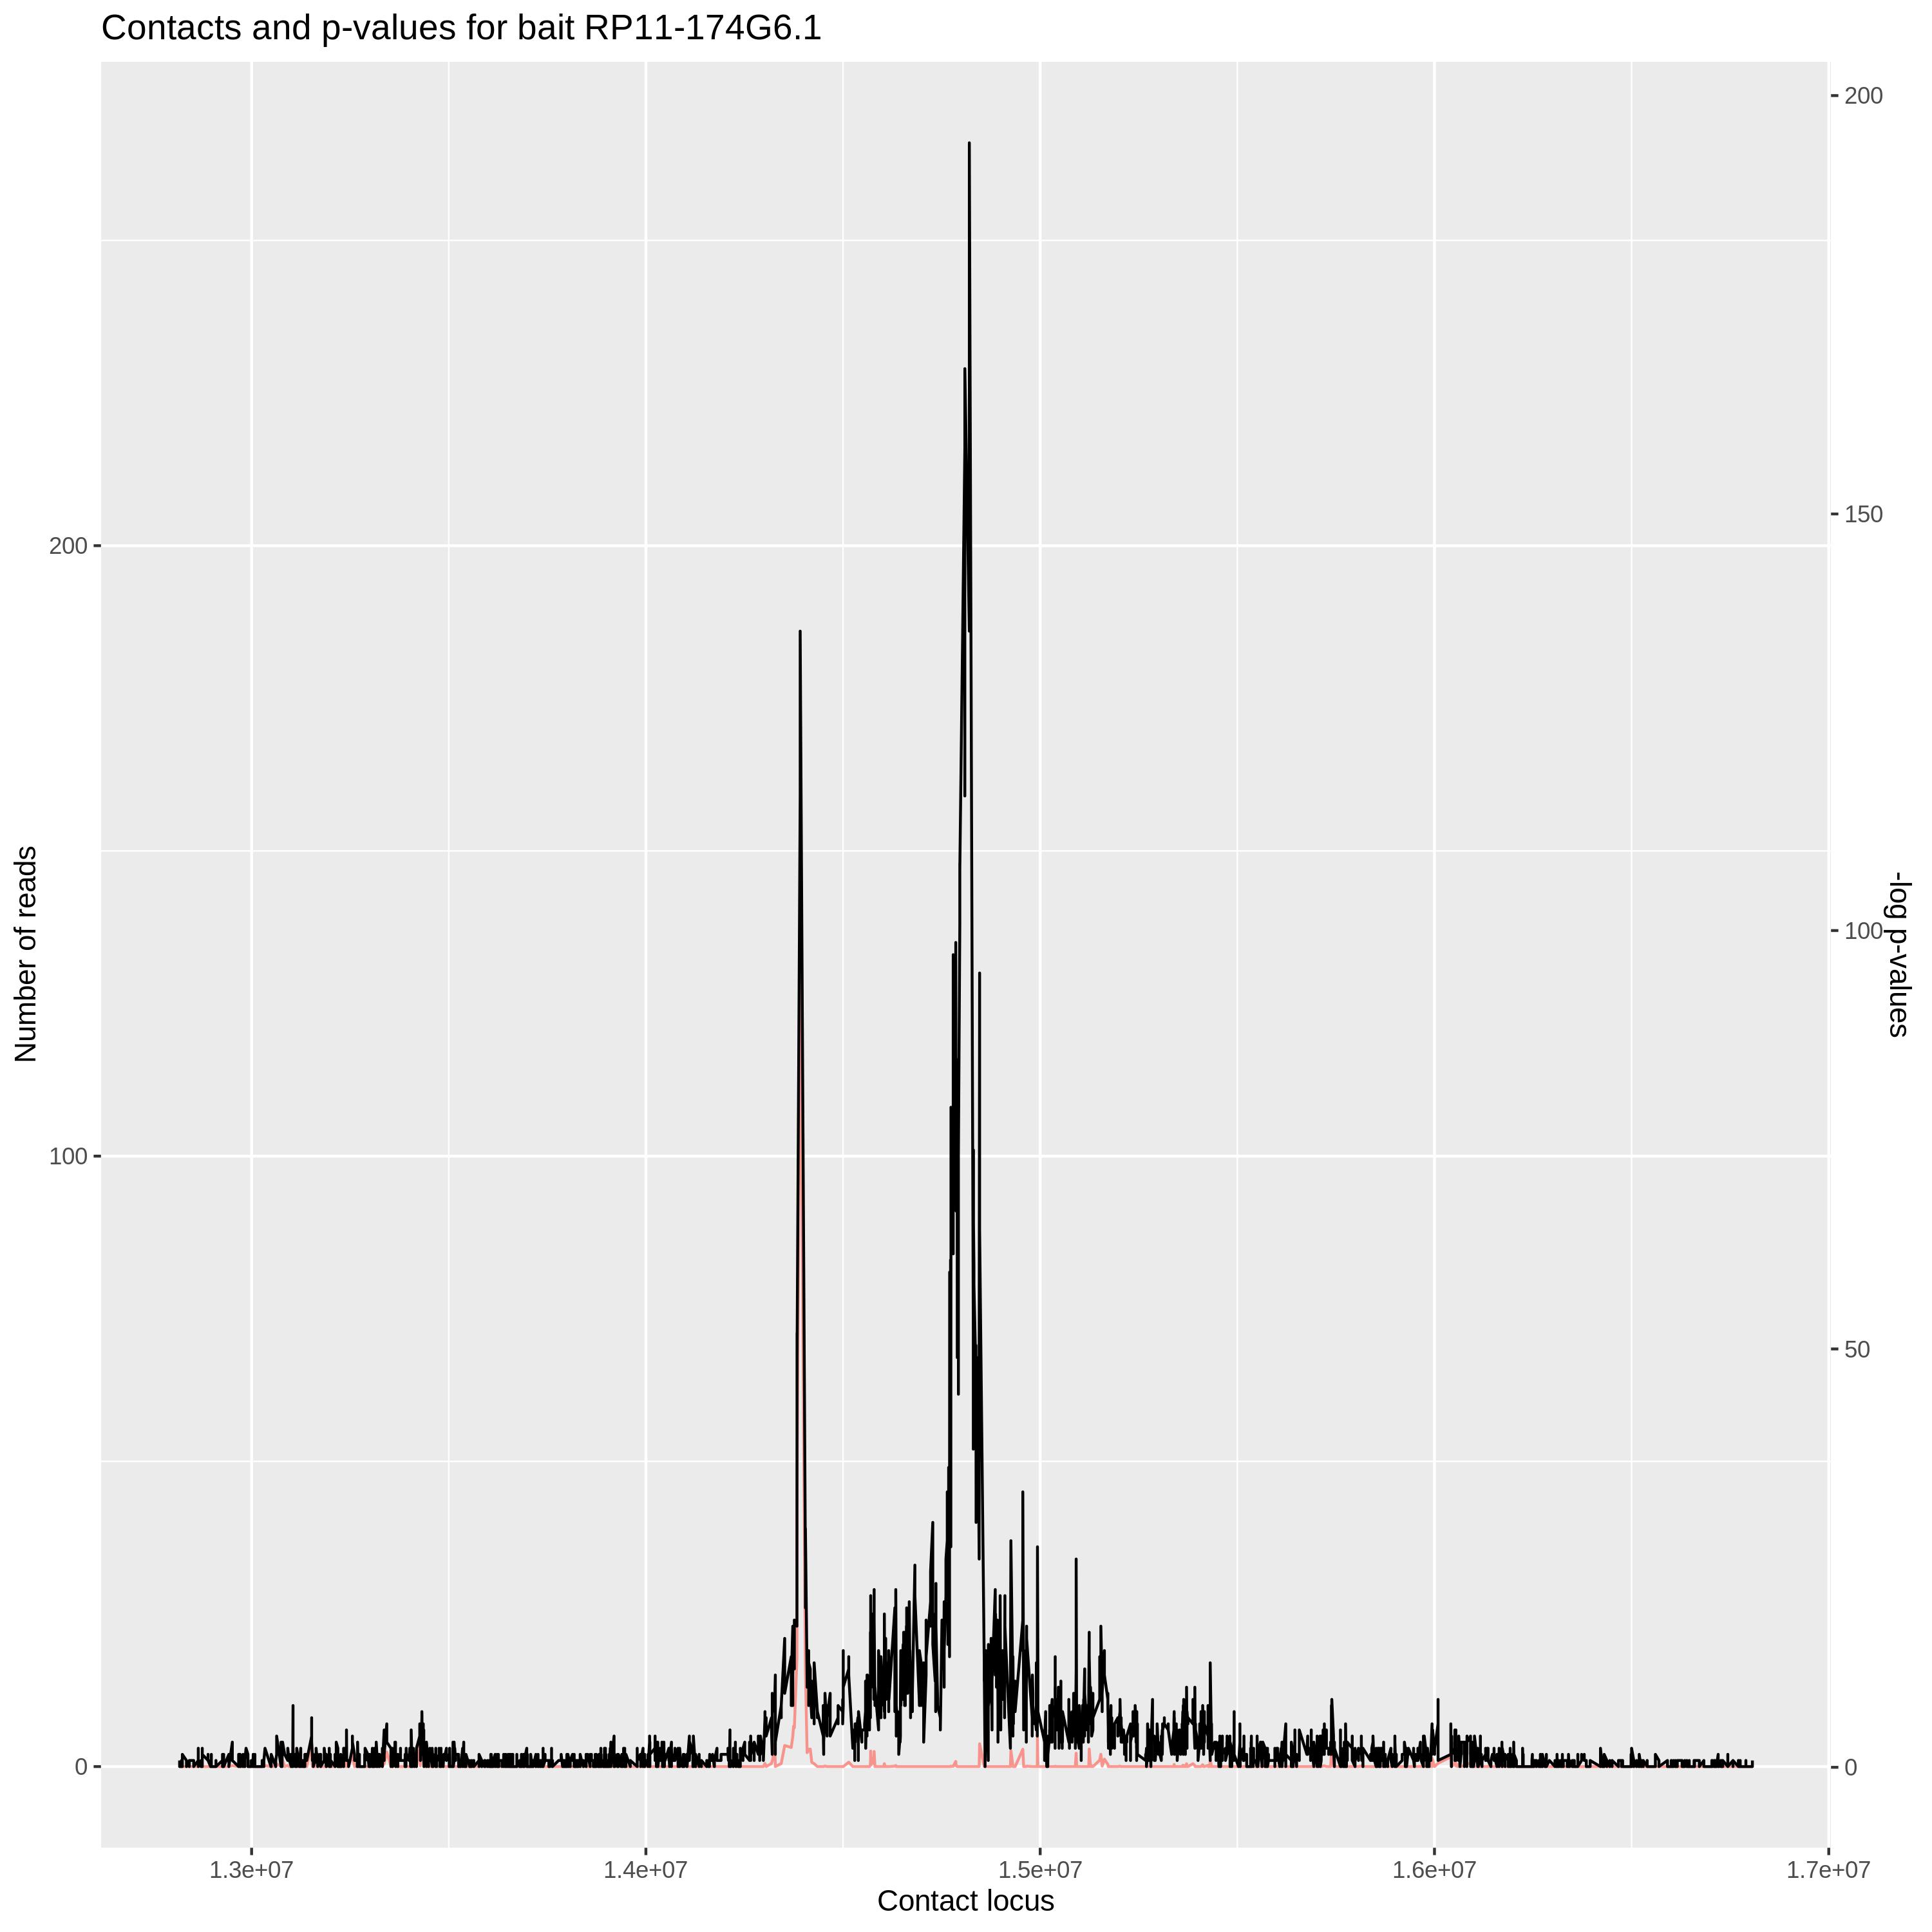 Contacts and p-values for bait RP11-174G6.1
Number of reads
200
100
0
200
150
100
50
0
-log p-values
1.3e+07 1.4e+07 1.5e+07 1.6e+07 1.7e+07
Contact locus